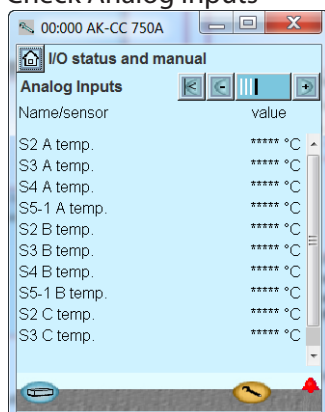 Check Analog Inputs
00:000 AK-CC 750A
I/O status and manual
Analog Inputs
Name/sensor value
S2 A temp. ***** °C
S3 A temp. ***** °C
S4 A temp. ***** °C
S5-1 A temp. ***** °C
S2 B temp. ***** °C
S3 B temp. ***** °C
S4 B temp. ***** °C
S5-1 B temp. ***** °C
S2 C temp. ***** °C
S3 C temp. ***** °C